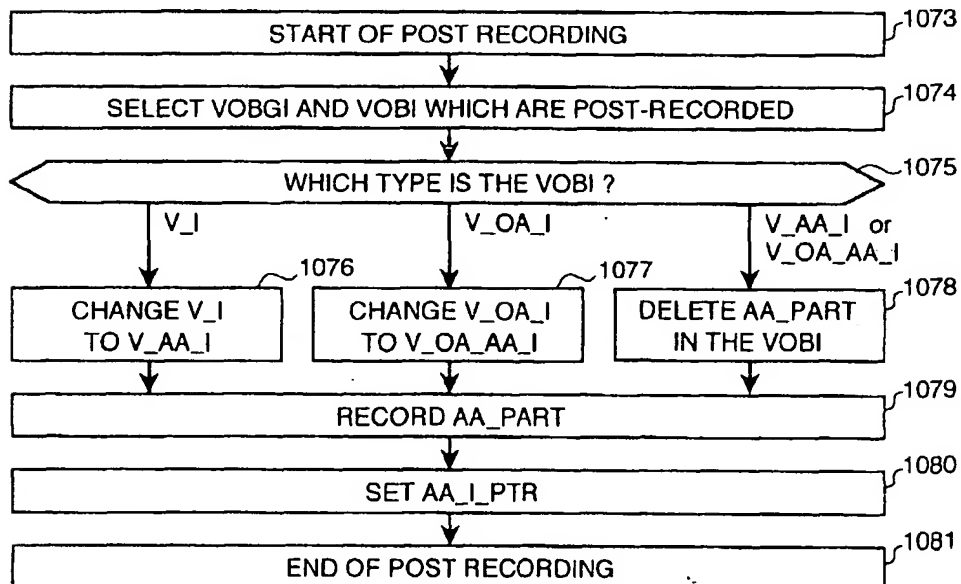 START OF POST RECORDING
1073
SELECT VOBGI AND VOBI WHICH ARE POST-RECORDED
1074
WHICH TYPE IS THE VOBI ?
1075
V_I
V_OA_I
V_AA_I or
V_OA_AA_I
1076
CHANGE V_I
TO V_AA_I
1077
CHANGE V_OA_I
TO V_OA_AA_I
1078
DELETE AA_PART
IN THE VOBI
RECORD AA_PART
1079
SET AA_I_PTR
1080
END OF POST RECORDING
1081